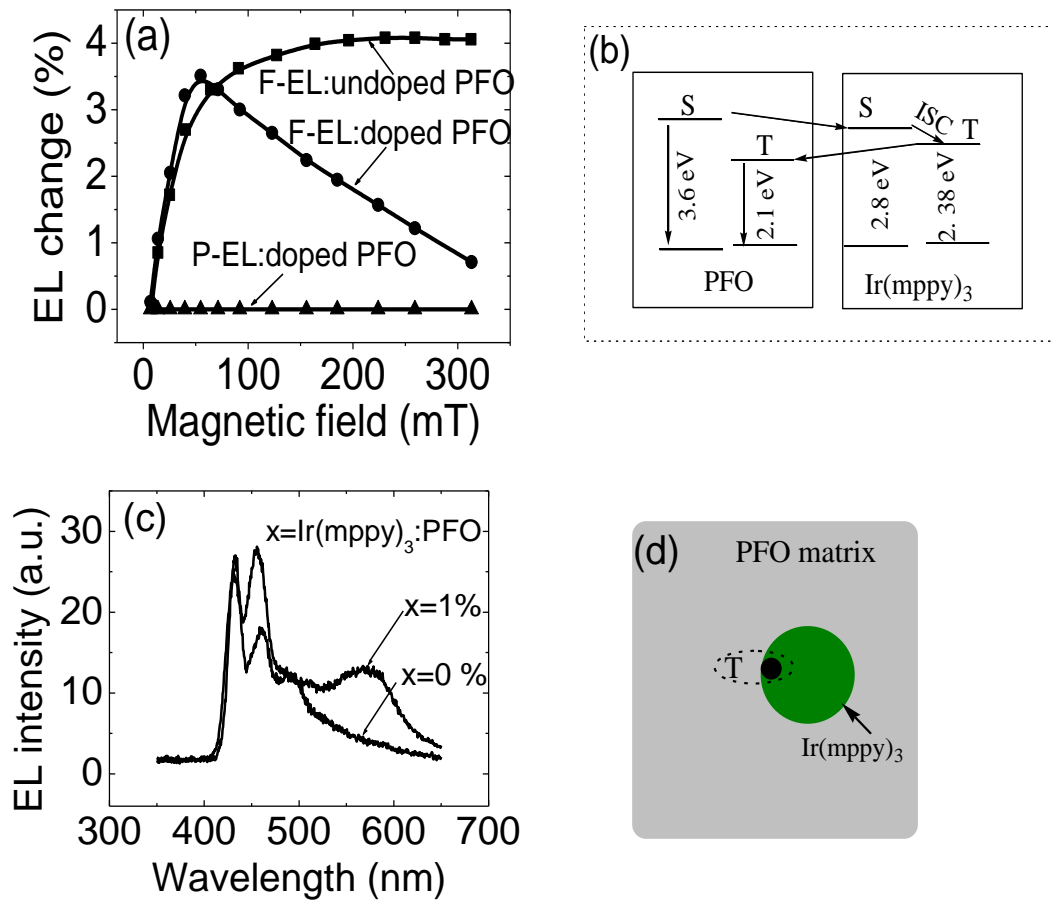 (a)
EL change (%)
4
3
2
1
0
F-EL:undoped PFO
F-EL:doped PFO
P-EL:doped PFO
0 100 200 300
Magnetic field (mT)
(b)
S
T
3.6 eV
2.1 eV
PFO
S
ISC
T
2.8 eV
2. 38 eV
Ir(mppy)3
(c)
EL intensity (a.u.)
30
20
10
0
x=Ir(mppy)3:PFO
x=1%
x=0 %
300 400 500 600 700
Wavelength (nm)
(d)
PFO matrix
T
Ir(mppy)3